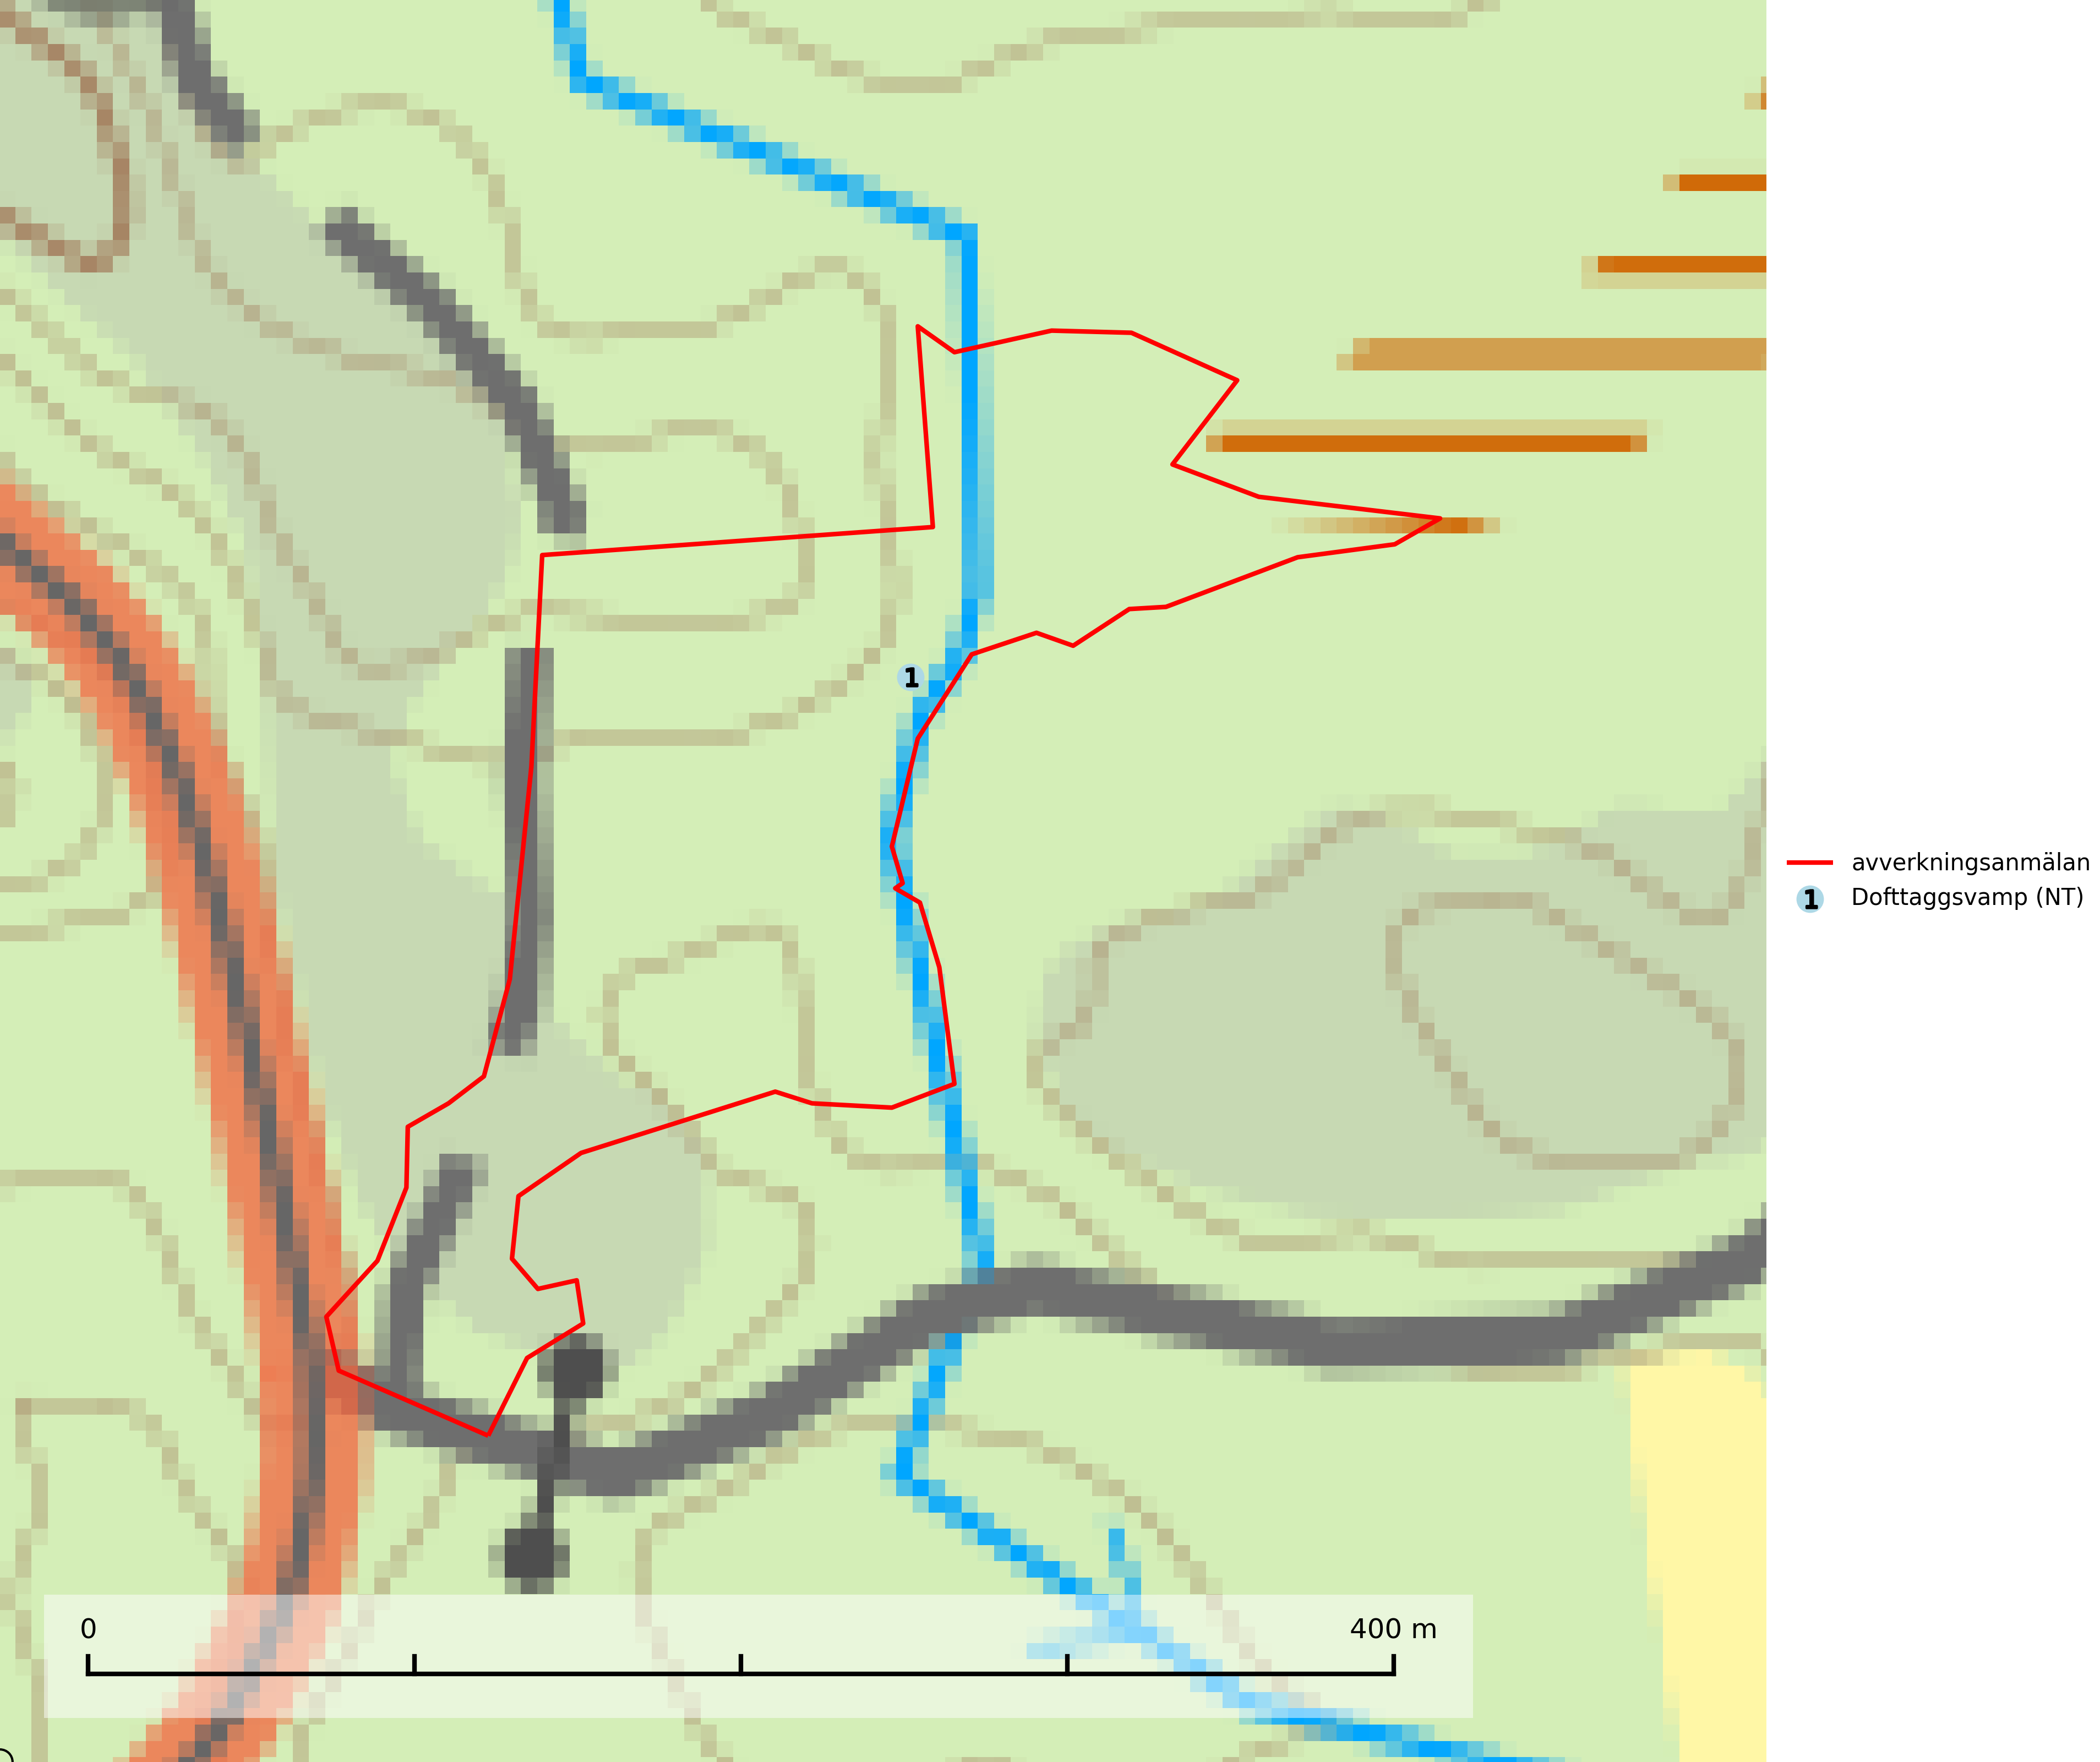 1
avverkningsanmälan
1 Dofttaggsvamp (NT)
0 400 m